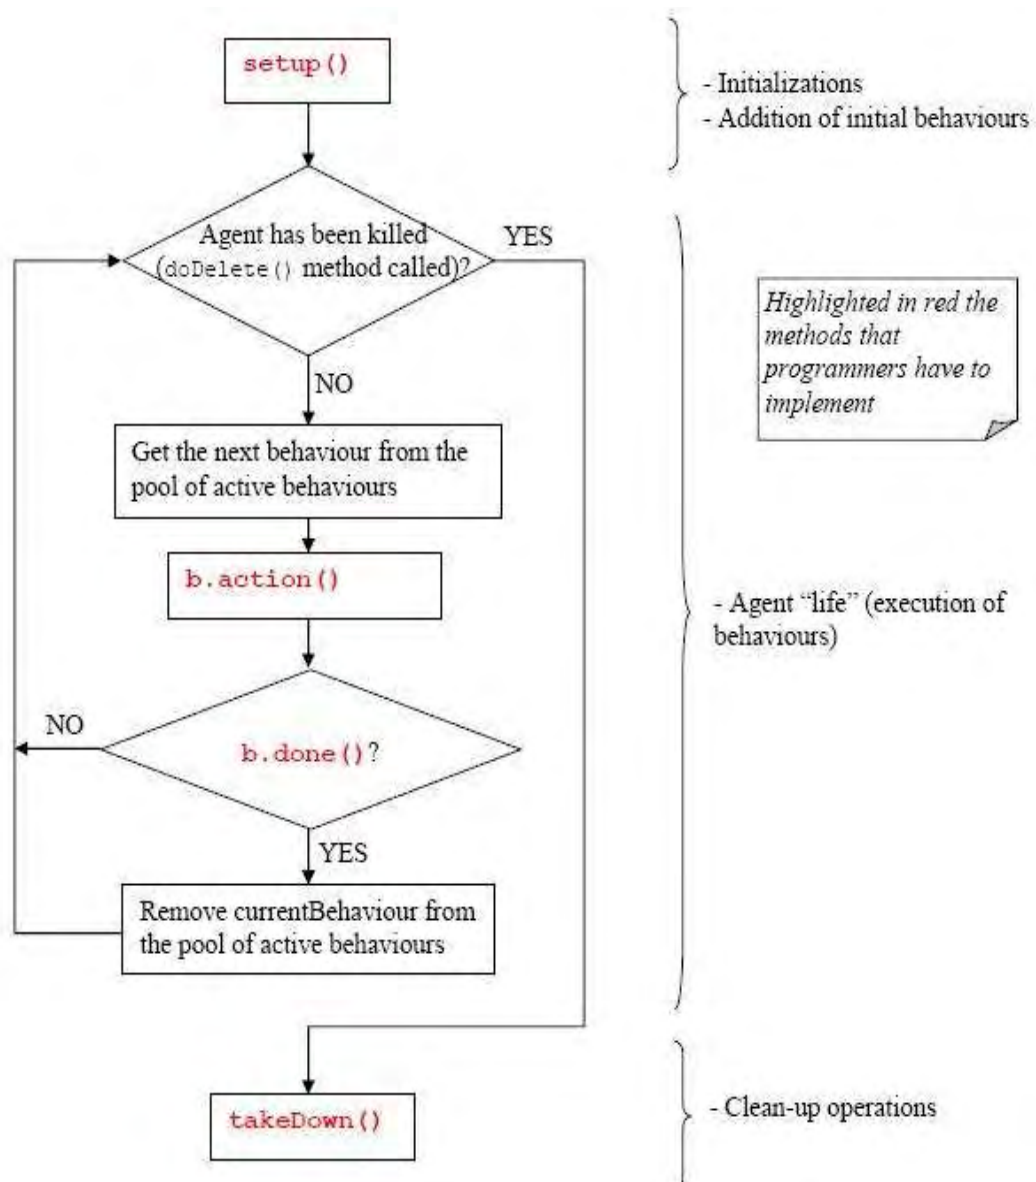 setup()
- Initializations
- Addition of initial behaviours
Agent has been killed
(doDelete() method called)?
YES
Highlighted in red the
methods that
programmers have to
implement
NO
Get the next behaviour from the
pool of active behaviours
b.action()
- Agent “life” (execution of
behaviours)
NO
b.done()?
YES
Remove currentBehaviour from
the pool of active behaviours
takeDown()
- Clean-up operations